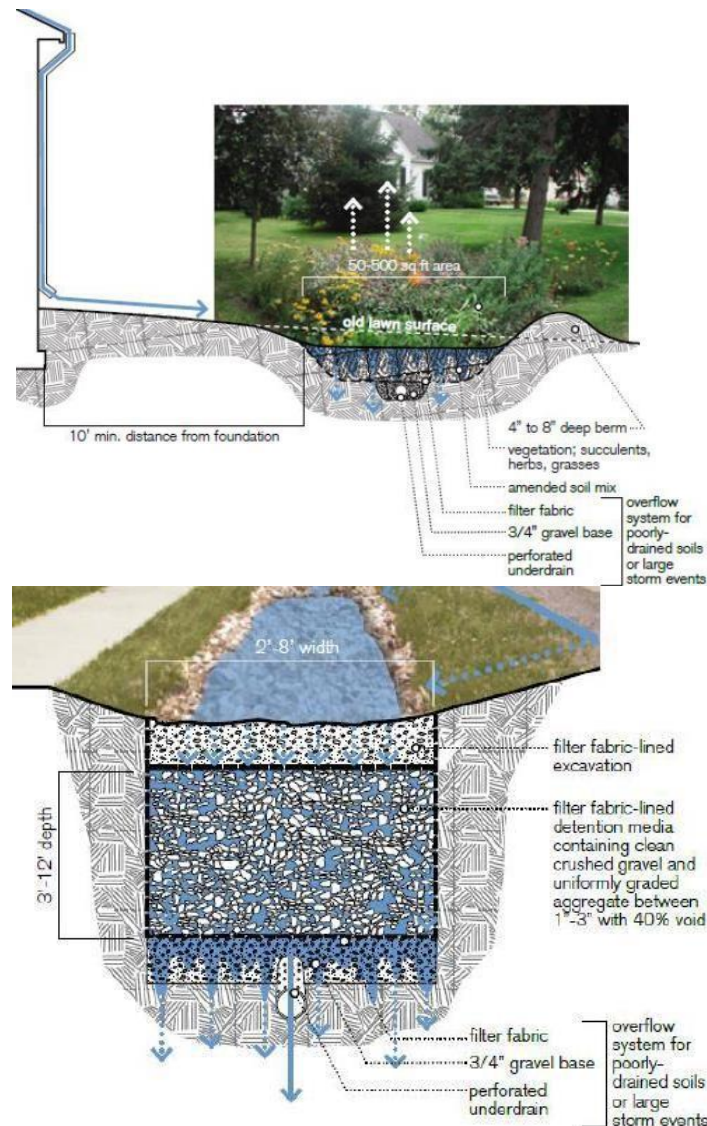 50-500 sq ft area
old lawn surface
10' min. distance from foundation
4" to 8" deep berm
vegetation; succulents,
herbs, grasses
amended soil mix
filter fabric
3/4" gravel base
perforated
underdrain
overflow
system for
poorly-
drained soils
or large
storm events
2'-8' width
3'-12' depth
filter fabric-lined
excavation
filter fabric-lined
detention media
containing clean
crushed gravel and
uniformly graded
aggregate between
1"-3" with 40% void
filter fabric
3/4" gravel base
perforated
underdrain
overflow
system for
poorly-
drained soils
or large
storm events